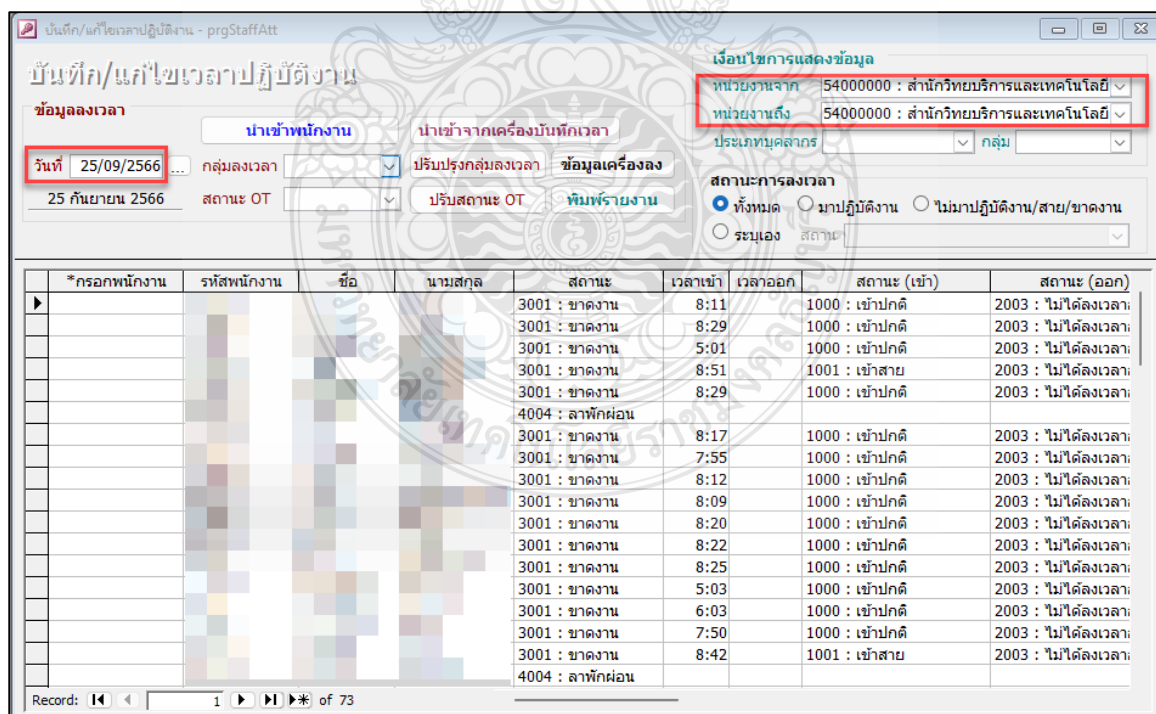 บันทึก/แก้ไขเวลาปฏิบัติงาน - prgStaffAtt
บันทึก/แก้ไขเวลาปฏิบัติงาน
เงื่อนไขการแสดงข้อมูล
หน่วยงานจาก 54000000 : สำนักวิทยบริการและเทคโนโลยี
หน่วยงานถึง 54000000 : สำนักวิทยบริการและเทคโนโลยี
ประเภทบุคลากร กลุ่ม
ข้อมูลลงเวลา
นำเข้าพนักงาน นำเข้าจากเครื่องบันทึกเวลา
วันที่ 25/09/2566 ... กลุ่มลงเวลา ปรับปรุงกลุ่มลงเวลา ข้อมูลเครื่องลง
25 กันยายน 2566 สถานะ OT ปรับสถานะ OT พิมพ์รายงาน
สถานะการลงเวลา
ทั้งหมด มาปฏิบัติงาน ไม่มาปฏิบัติงาน/สาย/ขาดงาน
ระบุเอง สถานะ
*กรอกพนักงาน รหัสพนักงาน ชื่อ นามสกุล สถานะ เวลาเข้า เวลาออก สถานะ (เข้า) สถานะ (ออก)
3001 : ขาดงาน 8:11 1000 : เข้าปกติ 2003 : ไม่ได้ลงเวลา
3001 : ขาดงาน 8:29 1000 : เข้าปกติ 2003 : ไม่ได้ลงเวลา
3001 : ขาดงาน 5:01 1000 : เข้าปกติ 2003 : ไม่ได้ลงเวลา
3001 : ขาดงาน 8:51 1001 : เข้าสาย 2003 : ไม่ได้ลงเวลา
3001 : ขาดงาน 8:29 1000 : เข้าปกติ 2003 : ไม่ได้ลงเวลา
4004 : ลาพักผ่อน
3001 : ขาดงาน 8:17 1000 : เข้าปกติ 2003 : ไม่ได้ลงเวลา
3001 : ขาดงาน 7:55 1000 : เข้าปกติ 2003 : ไม่ได้ลงเวลา
3001 : ขาดงาน 8:12 1000 : เข้าปกติ 2003 : ไม่ได้ลงเวลา
3001 : ขาดงาน 8:09 1000 : เข้าปกติ 2003 : ไม่ได้ลงเวลา
3001 : ขาดงาน 8:20 1000 : เข้าปกติ 2003 : ไม่ได้ลงเวลา
3001 : ขาดงาน 8:22 1000 : เข้าปกติ 2003 : ไม่ได้ลงเวลา
3001 : ขาดงาน 8:25 1000 : เข้าปกติ 2003 : ไม่ได้ลงเวลา
3001 : ขาดงาน 5:03 1000 : เข้าปกติ 2003 : ไม่ได้ลงเวลา
3001 : ขาดงาน 6:03 1000 : เข้าปกติ 2003 : ไม่ได้ลงเวลา
3001 : ขาดงาน 7:50 1000 : เข้าปกติ 2003 : ไม่ได้ลงเวลา
3001 : ขาดงาน 8:42 1001 : เข้าสาย 2003 : ไม่ได้ลงเวลา
4004 : ลาพักผ่อน
Record: 1 of 73
มหาวิทยาลัยเทคโนโลยีราชมงคลธัญบุรี